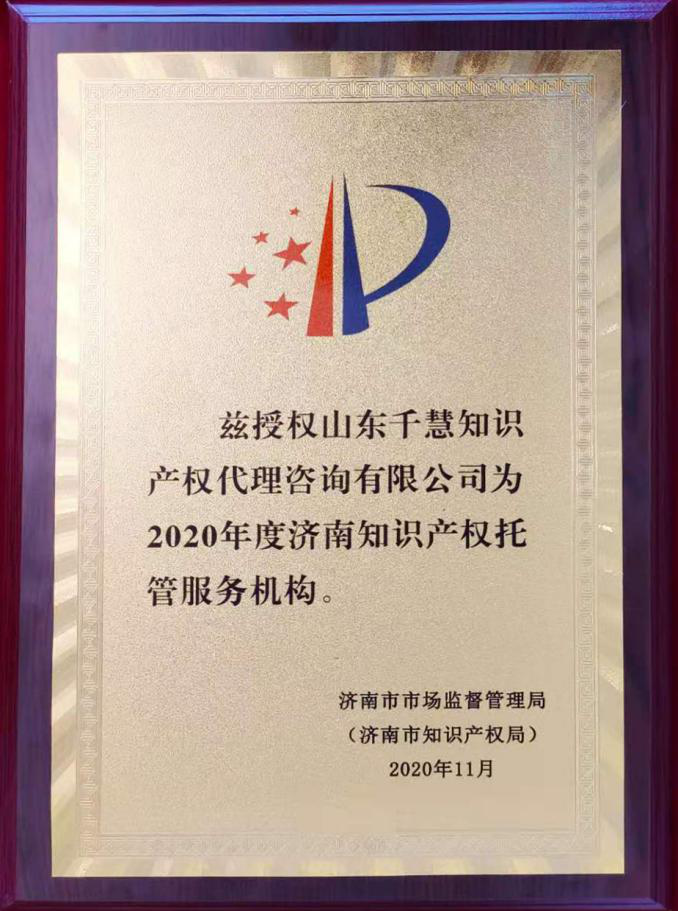 兹授权山东千慧知识
产权代理咨询有限公司为
2020年度济南知识产权托
管服务机构。
济南市市场监督管理局
（济南市知识产权局）
2020年11月